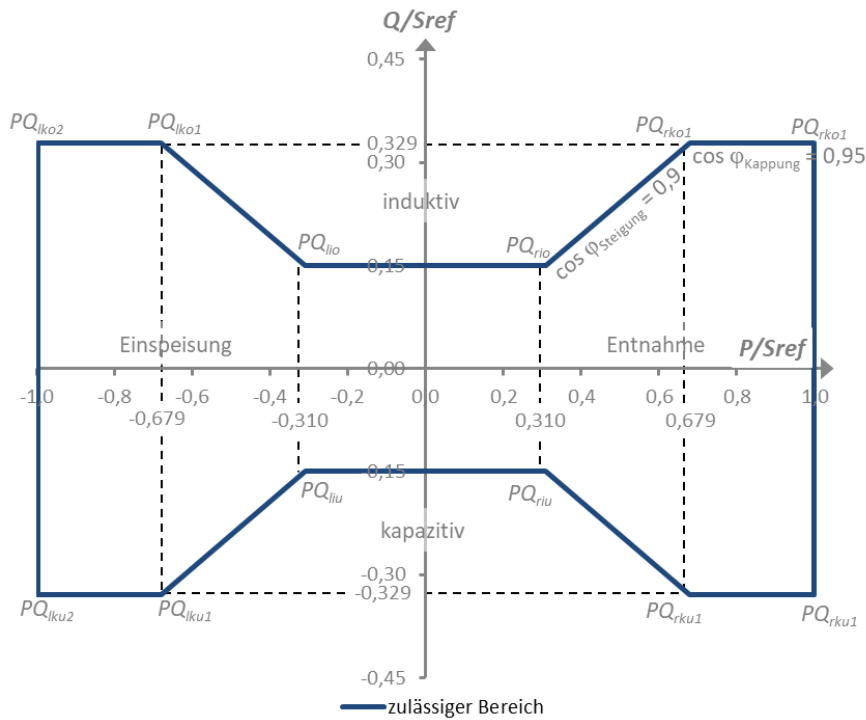 Q/Sref
0,45
PQlko2
PQlko1
PQrko1
PQrko1
0,329
0,30
cos φKappung = 0,95
induktiv
cos φSteigung = 0,9
PQlio
PQrio
0,15
Einspeisung
Entnahme
P/Sref
0,00
-1,0 -0,8 -0,6 -0,4 -0,2 0,0 0,2 0,4 0,6 0,8 1,0
-0,679 -0,310 0,310 0,679
-0,15
PQliu
PQriu
kapazitiv
-0,30
-0,329
PQlku2
PQlku1
PQrku1
PQrku1
-0,45
zulässiger Bereich